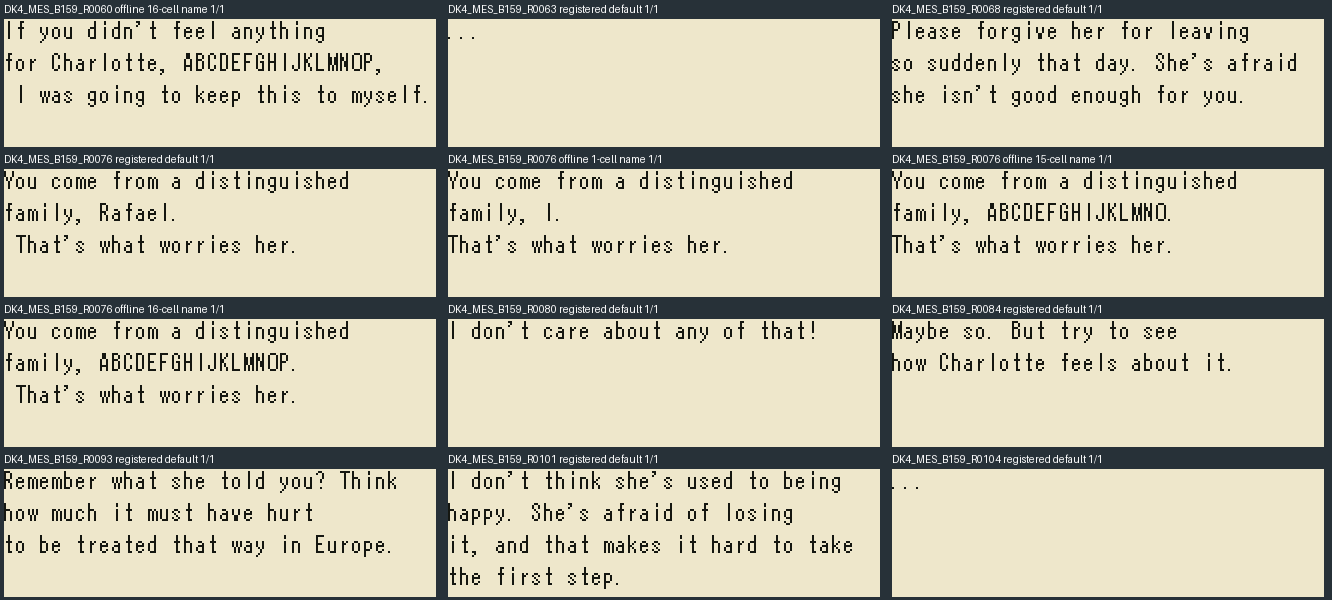 DK4_MES_B159_R0060 offline 16-cell name 1/1
If you didn't feel anything
for Charlotte, ABCDEFGHIJKLMNOP,
I was going to keep this to myself.
DK4_MES_B159_R0063 registered default 1/1
...
DK4_MES_B159_R0068 registered default 1/1
Please forgive her for leaving
so suddenly that day. She's afraid
she isn't good enough for you.
DK4_MES_B159_R0076 registered default 1/1
You come from a distinguished
family, Rafael.
That's what worries her.
DK4_MES_B159_R0076 offline 1-cell name 1/1
You come from a distinguished
family, I.
That's what worries her.
DK4_MES_B159_R0076 offline 15-cell name 1/1
You come from a distinguished
family, ABCDEFGHIJKLMNO.
That's what worries her.
DK4_MES_B159_R0076 offline 16-cell name 1/1
You come from a distinguished
family, ABCDEFGHIJKLMNOP.
That's what worries her.
DK4_MES_B159_R0080 registered default 1/1
I don't care about any of that!
DK4_MES_B159_R0084 registered default 1/1
Maybe so. But try to see
how Charlotte feels about it.
DK4_MES_B159_R0093 registered default 1/1
Remember what she told you? Think
how much it must have hurt
to be treated that way in Europe.
DK4_MES_B159_R0101 registered default 1/1
I don't think she's used to being
happy. She's afraid of losing
it, and that makes it hard to take
the first step.
DK4_MES_B159_R0104 registered default 1/1
...